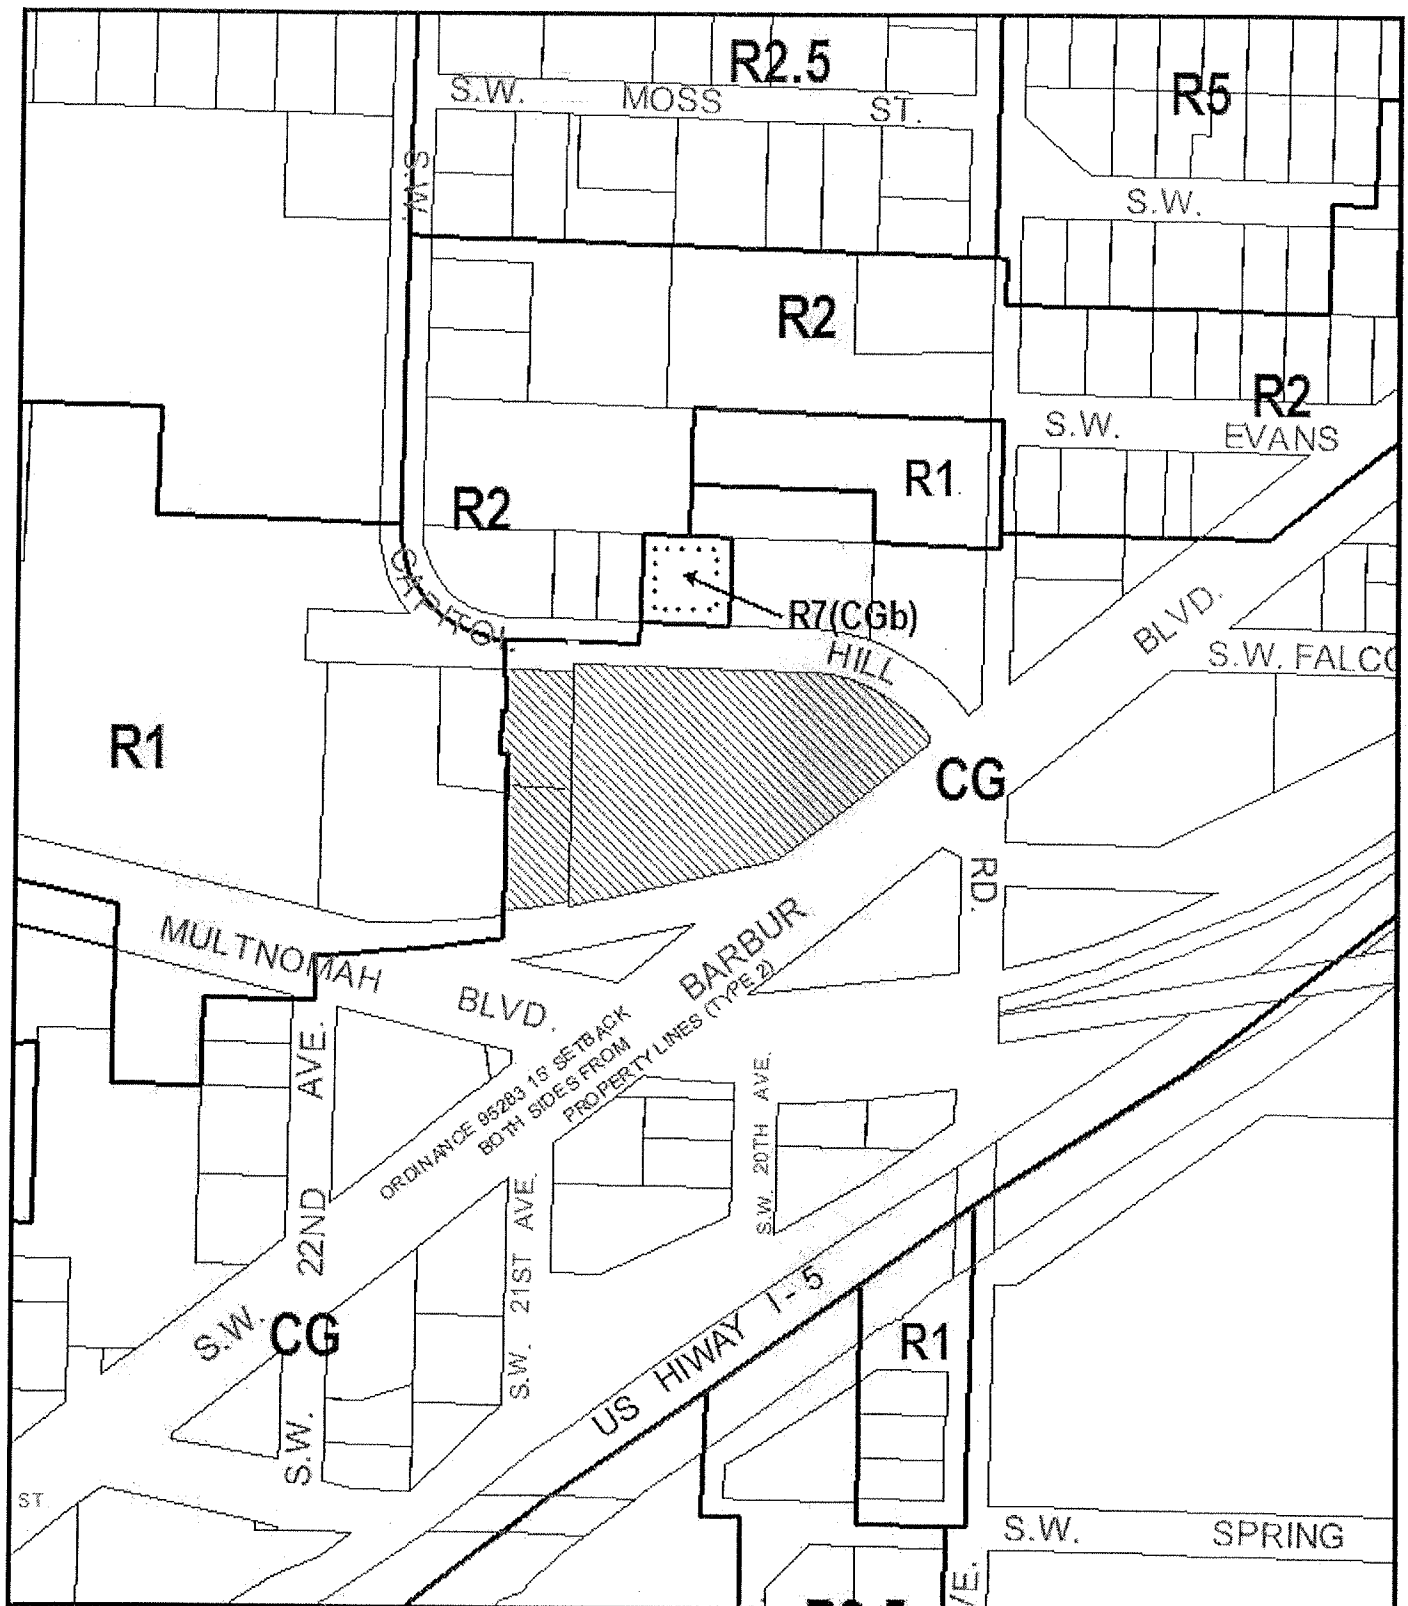 R2.5
R5
S.W. MOSS ST.
S.W.
S.W.
R2
R2
S.W. EVANS
R1
R2
CAPITOL
R7(CGb)
HILL
BLVD.
S.W. FALCO
R1
CG
RD.
MULTNOMAH
BLVD.
BARBUR
ORDINANCE 95283 15' SETBACK
BOTH SIDES FROM
PROPERTY LINES (TYPE 2)
AVE.
S.W. 20TH AVE.
22ND
S.W. 21ST AVE.
S.W.
CG
US HIWAY I-5
R1
S.W.
ST.
S.W. SPRING
VE.